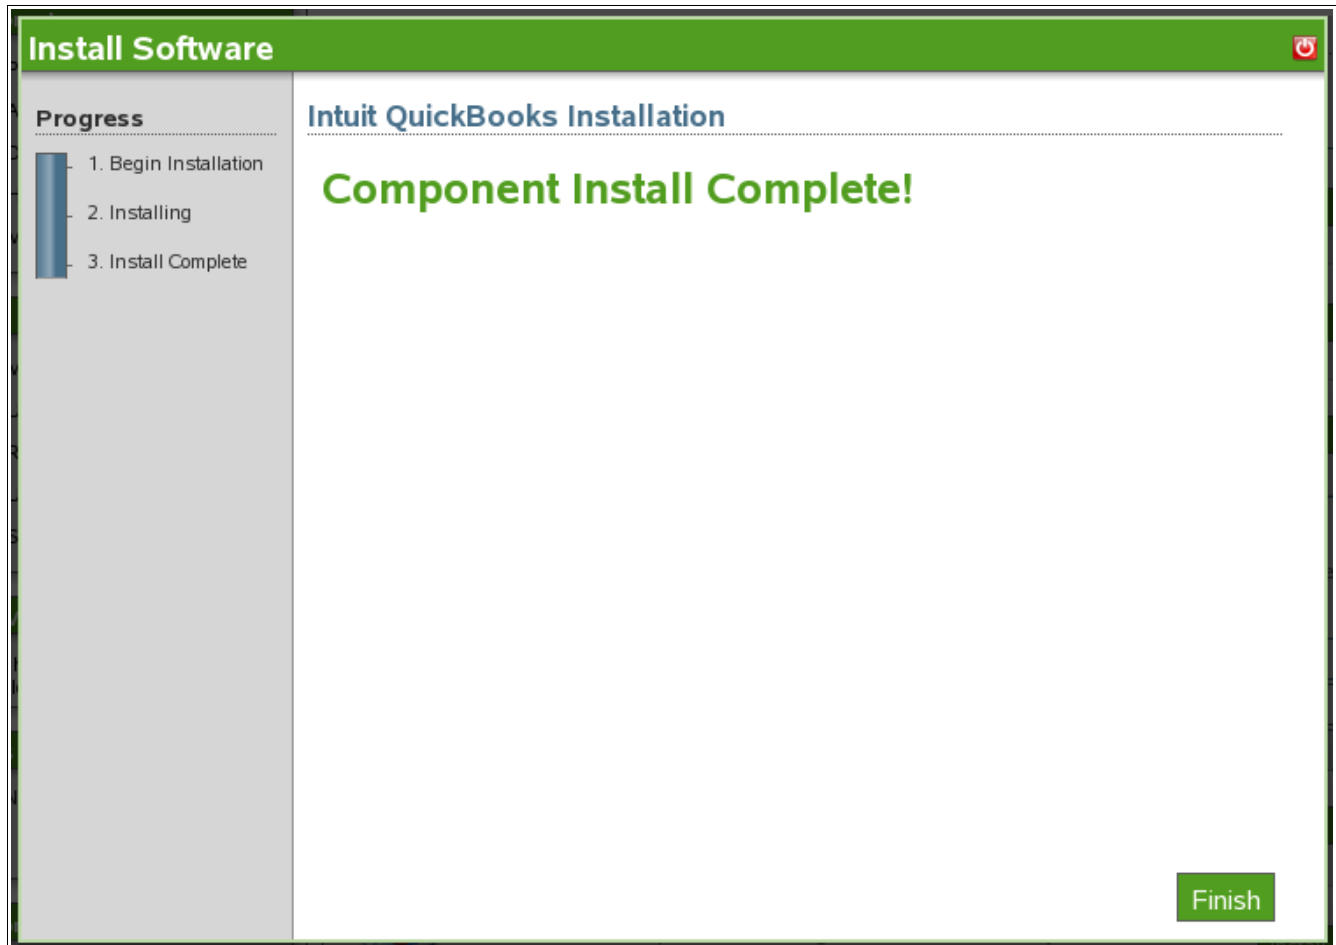 Install Software
Progress
1. Begin Installation
2. Installing
3. Install Complete
Intuit QuickBooks Installation
Component Install Complete!
Finish